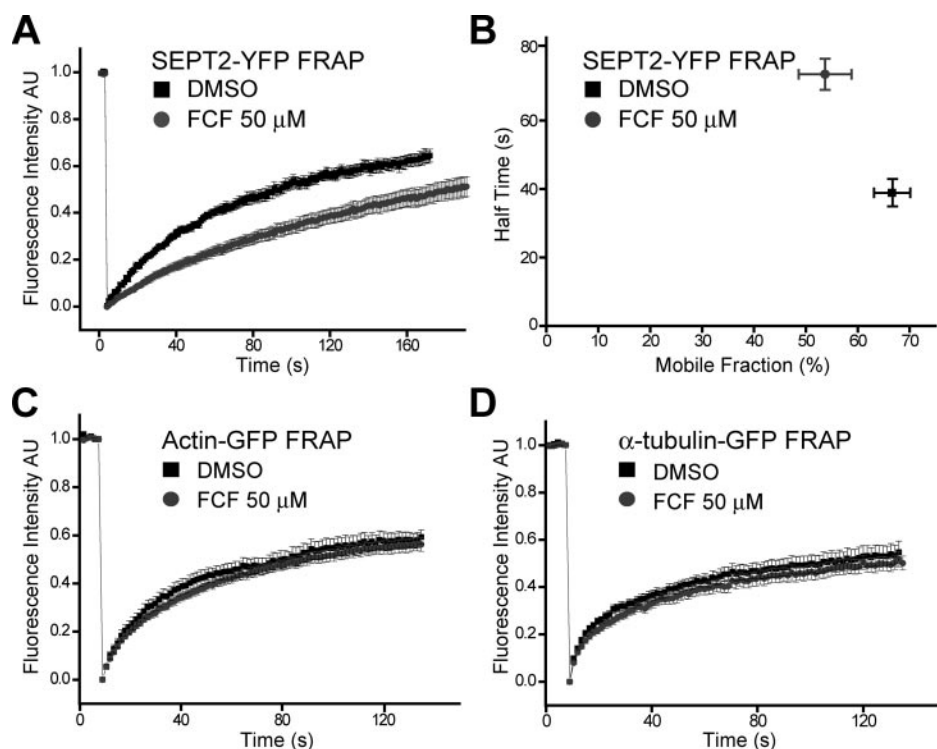 A
SEPT2-YFP FRAP
DMSO
FCF 50 μM
Fluorescence Intensity AU
1.0
0.8
0.6
0.4
0.2
0.0
0 40 80 120 160
Time (s)
B
SEPT2-YFP FRAP
DMSO
FCF 50 μM
Half Time (s)
80
60
40
20
0
0 10 20 30 40 50 60 70
Mobile Fraction (%)
C
Actin-GFP FRAP
DMSO
FCF 50 μM
Fluorescence Intensity AU
1.0
0.8
0.6
0.4
0.2
0.0
0 40 80 120
Time (s)
D
α-tubulin-GFP FRAP
DMSO
FCF 50 μM
Fluorescence Intensity AU
1.0
0.8
0.6
0.4
0.2
0.0
0 40 80 120
Time (s)